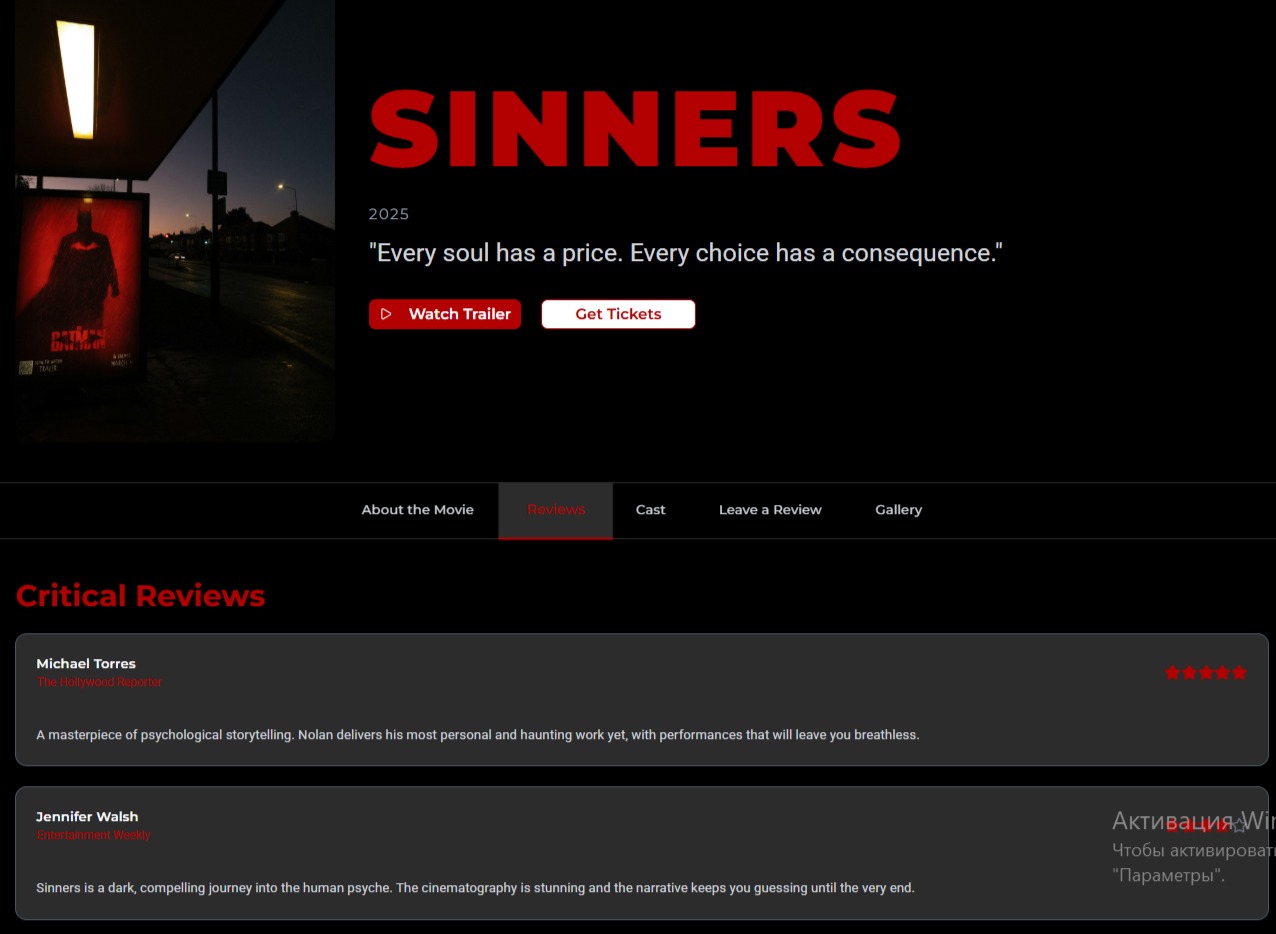 SINNERS
2025
"Every soul has a price. Every choice has a consequence."
Watch Trailer
Get Tickets
BATMAN
About the Movie
Reviews
Cast
Leave a Review
Gallery
Critical Reviews
Michael Torres
The Hollywood Reporter
A masterpiece of psychological storytelling. Nolan delivers his most personal and haunting work yet, with performances that will leave you breathless.
Jennifer Walsh
Entertainment Weekly
Sinners is a dark, compelling journey into the human psyche. The cinematography is stunning and the narrative keeps you guessing until the very end.
Активация Win
Чтобы активироват
"Параметры".